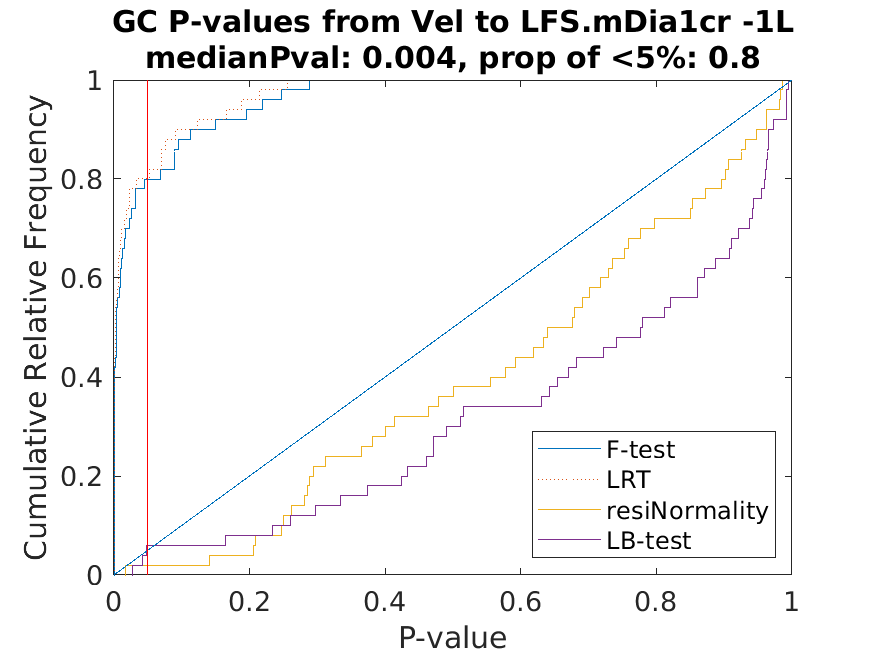 GC P-values from Vel to LFS.mDia1cr -1L
medianPval: 0.004, prop of <5%: 0.8
Cumulative Relative Frequency
1
0.8
0.6
0.4
0.2
0
0
0.2
0.4
0.6
0.8
1
P-value
F-test
LRT
resiNormality
LB-test